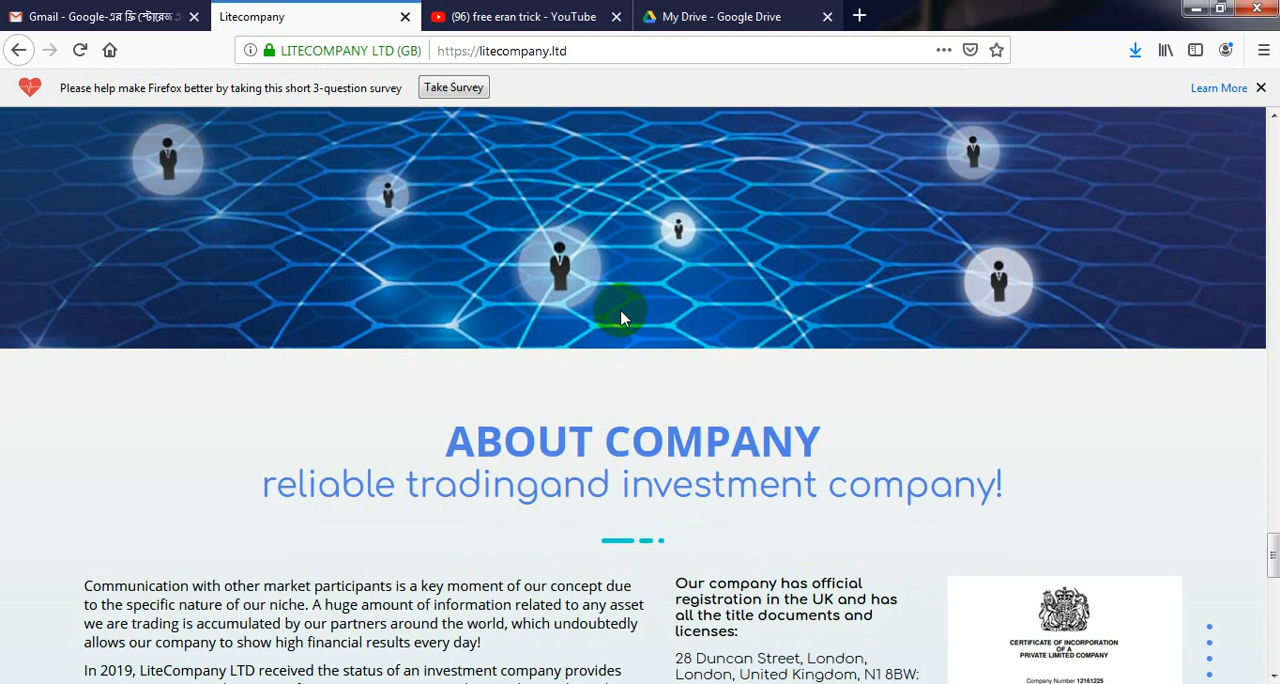 Gmail - Google-এর ফ্রি স্টোরেজ
Litecompany
(96) free eran trick - YouTube
My Drive - Google Drive
LITECOMPANY LTD (GB)
https://litecompany.ltd
Please help make Firefox better by taking this short 3-question survey
Take Survey
Learn More
ABOUT COMPANY
reliable tradingand investment company!
Communication with other market participants is a key moment of our concept due
to the specific nature of our niche. A huge amount of information related to any asset
we are trading is accumulated by our partners around the world, which undoubtedly
allows our company to show high financial results every day!
In 2019, LiteCompany LTD received the status of an investment company provides
Our company has official
registration in the UK and has
all the title documents and
licenses:
28 Duncan Street, London,
London, United Kingdom, N1 8BW:
CERTIFICATE OF INCORPORATION
OF A
PRIVATE LIMITED COMPANY
Company Number 12161225